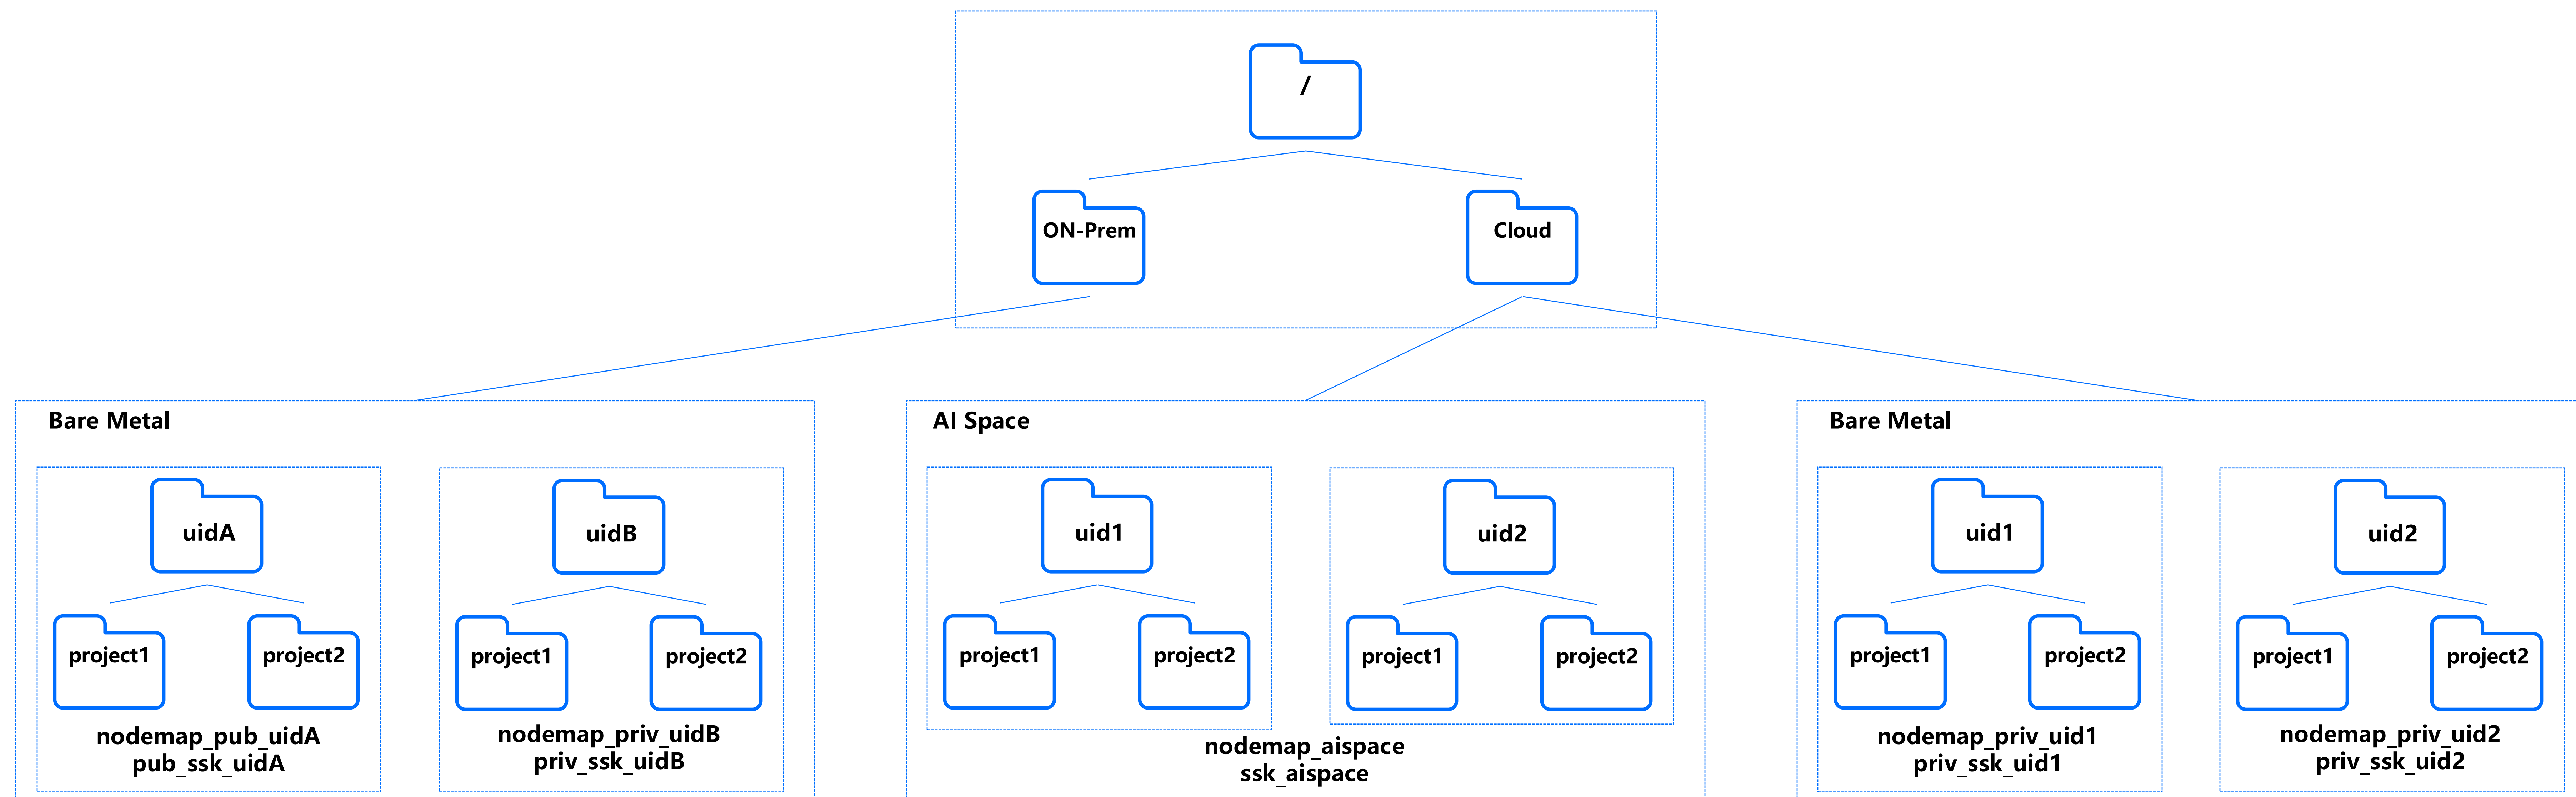 /
ON-Prem
Cloud
Bare Metal
uidA
project1
project2
nodemap_pub_uidA
pub_ssk_uidA
uidB
project1
project2
nodemap_priv_uidB
priv_ssk_uidB
AI Space
uid1
project1
project2
uid2
project1
project2
nodemap_aispace
ssk_aispace
Bare Metal
uid1
project1
project2
nodemap_priv_uid1
priv_ssk_uid1
uid2
project1
project2
nodemap_priv_uid2
priv_ssk_uid2